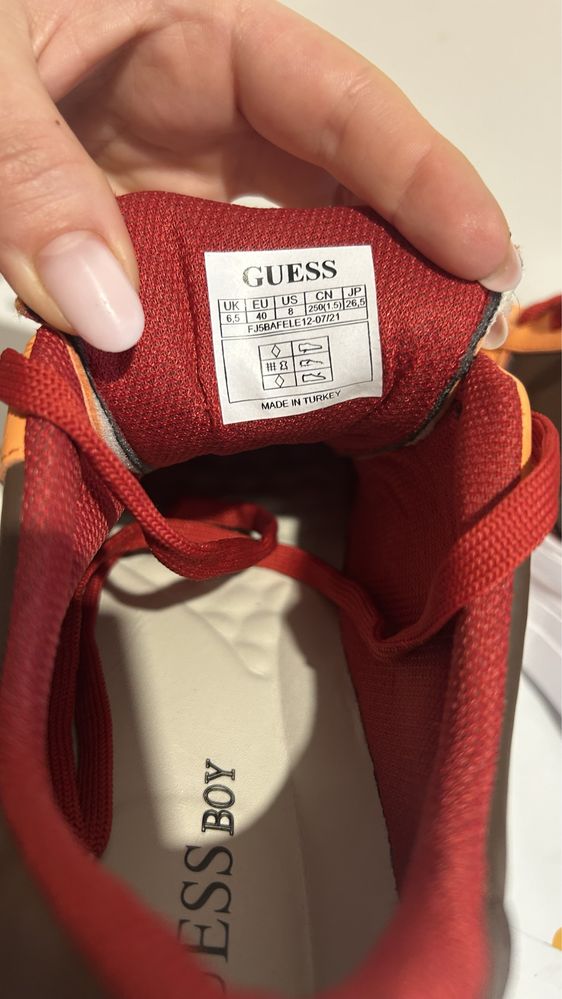 GUESS
UK EU US CN JP
6,5 40 8 250(1.5) 26,5
FJ5BAFELE12-07/21
MADE IN TURKEY
ESS BOY